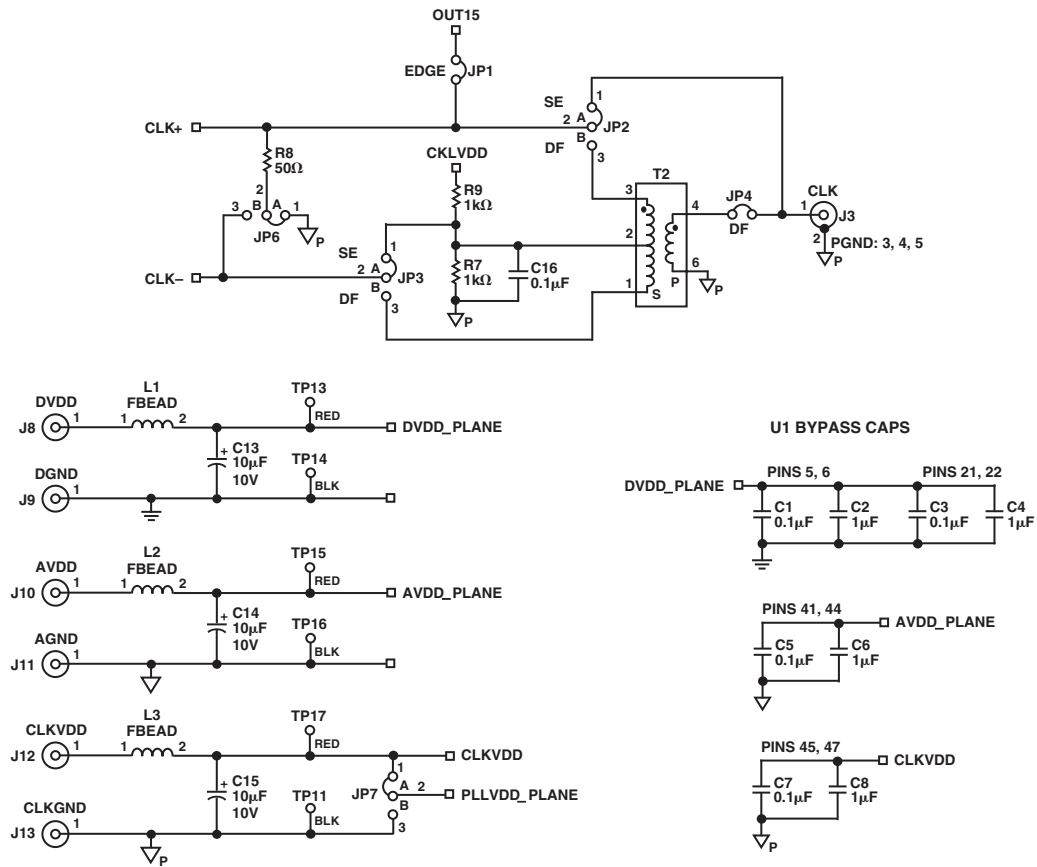 OUT15
EDGE
JP1
CLK+
R8
50Ω
2
3 B A 1
JP6
P
CLK–
CKLVDD
R9
1kΩ
SE
1
2 A
B
JP3
DF
3
R7
1kΩ
P
C16
0.1μF
SE
1
2 A
B
JP2
DF
3
T2
3
2
1
4
6
S
P
P
JP4
DF
CLK
1
J3
2
PGND: 3, 4, 5
P
DVDD
J8
1
L1
FBEAD
1 2
TP13
RED
DVDD_PLANE
C13
+
10μF
10V
DGND
J9
1
TP14
BLK
AVDD
J10
1
L2
FBEAD
1 2
TP15
RED
AVDD_PLANE
C14
+
10μF
10V
AGND
J11
1
TP16
BLK
CLKVDD
J12
1
L3
FBEAD
1 2
TP17
RED
CLKVDD
C15
+
10μF
10V
1
A
JP7
2
PLLVDD_PLANE
B
3
CLKGND
J13
1
TP11
BLK
P
U1 BYPASS CAPS
PINS 5, 6
PINS 21, 22
DVDD_PLANE
C1
0.1μF
C2
1μF
C3
0.1μF
C4
1μF
PINS 41, 44
AVDD_PLANE
C5
0.1μF
C6
1μF
PINS 45, 47
CLKVDD
C7
0.1μF
C8
1μF
P